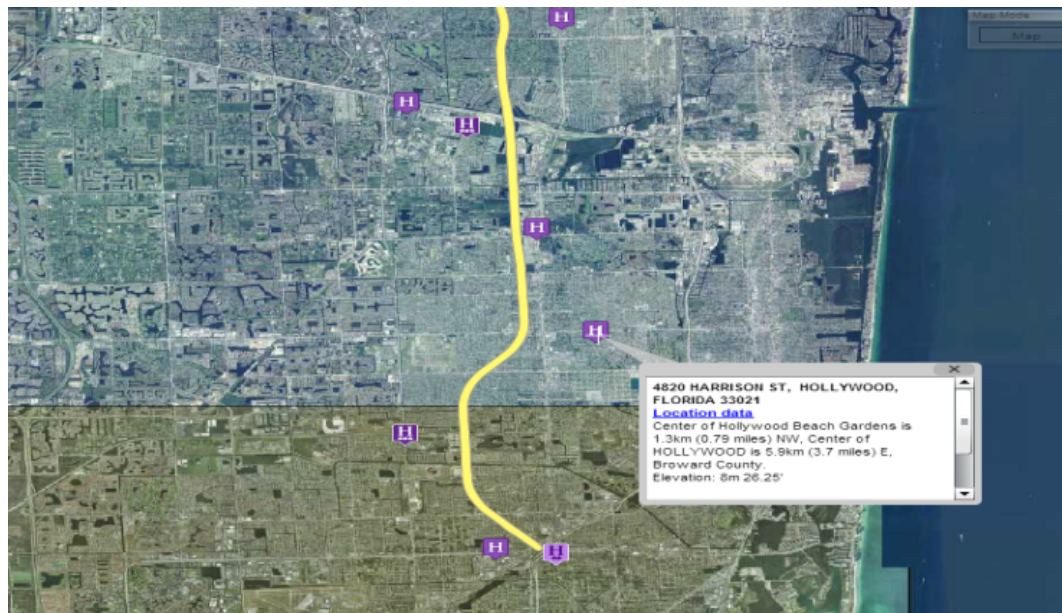 H
Map Mode
Map
H
H
H
H
4820 HARRISON ST, HOLLYWOOD,
FLORIDA 33021
Location data
Center of Hollywood Beach Gardens is
1.3km (0.79 miles) NW, Center of
HOLLYWOOD is 5.9km (3.7 miles) E,
Broward County.
Elevation: 8m 26.25'
H
H
H
H